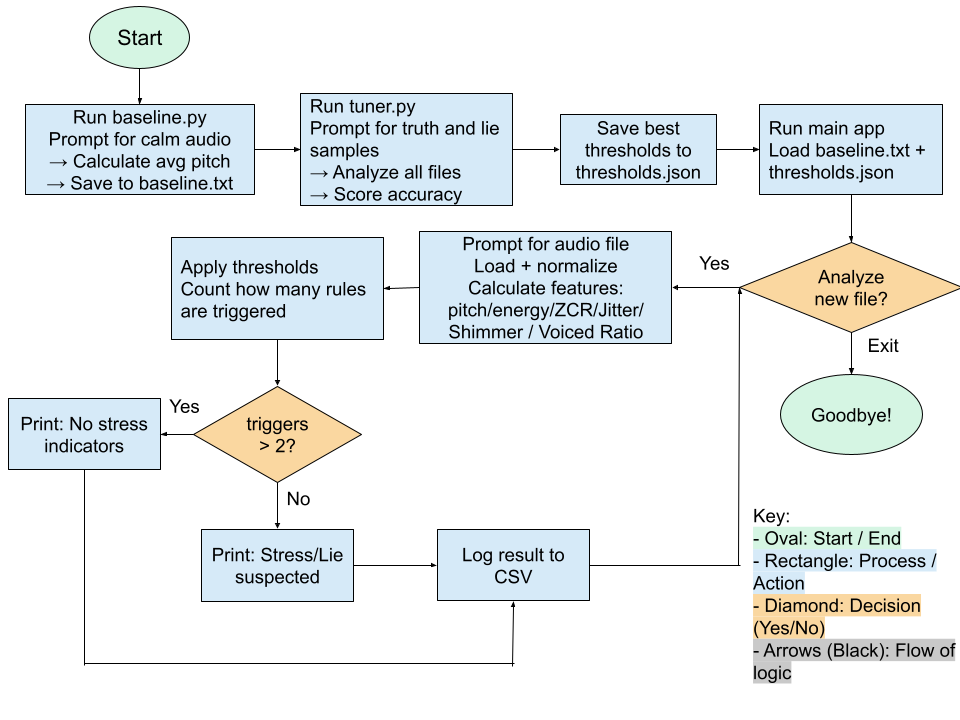 Start
Run baseline.py
Prompt for calm audio
→ Calculate avg pitch
→ Save to baseline.txt
Run tuner.py
Prompt for truth and lie
samples
→ Analyze all files
→ Score accuracy
Save best
thresholds to
thresholds.json
Run main app
Load baseline.txt +
thresholds.json
Analyze
new file?
Yes
Exit
Goodbye!
Prompt for audio file
Load + normalize
Calculate features:
pitch/energy/ZCR/Jitter/
Shimmer / Voiced Ratio
Apply thresholds
Count how many rules
are triggered
triggers
> 2?
Yes
Print: No stress
indicators
No
Print: Stress/Lie
suspected
Log result to
CSV
Key:
- Oval: Start / End
- Rectangle: Process /
Action
- Diamond: Decision
(Yes/No)
- Arrows (Black): Flow of
logic